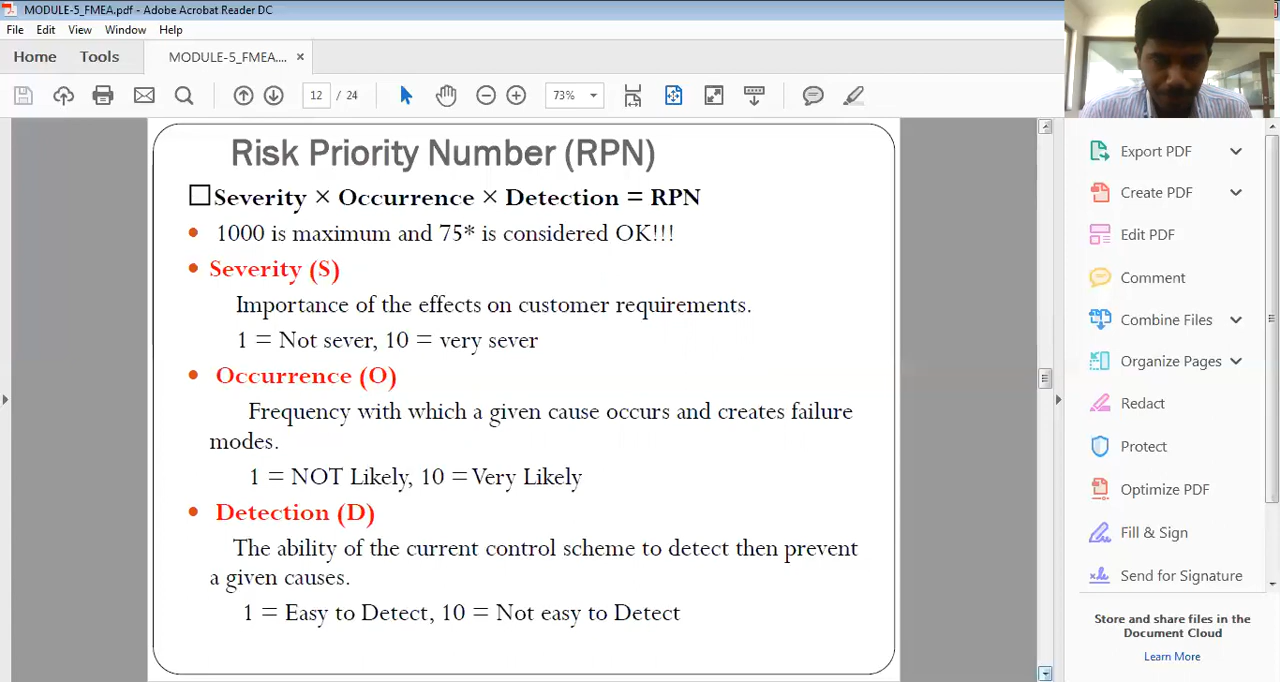 MODULE-5_FMEA.pdf - Adobe Acrobat Reader DC
File Edit View Window Help
Home Tools MODULE-5_FMEA.... ×
12 / 24 73%
Risk Priority Number (RPN)
Severity × Occurrence × Detection = RPN
• 1000 is maximum and 75* is considered OK!!!
• Severity (S)
Importance of the effects on customer requirements.
1 = Not sever, 10 = very sever
• Occurrence (O)
Frequency with which a given cause occurs and creates failure
modes.
1 = NOT Likely, 10 = Very Likely
• Detection (D)
The ability of the current control scheme to detect then prevent
a given causes.
1 = Easy to Detect, 10 = Not easy to Detect
Export PDF
Create PDF
Edit PDF
Comment
Combine Files
Organize Pages
Redact
Protect
Optimize PDF
Fill & Sign
Send for Signature
Store and share files in the
Document Cloud
Learn More